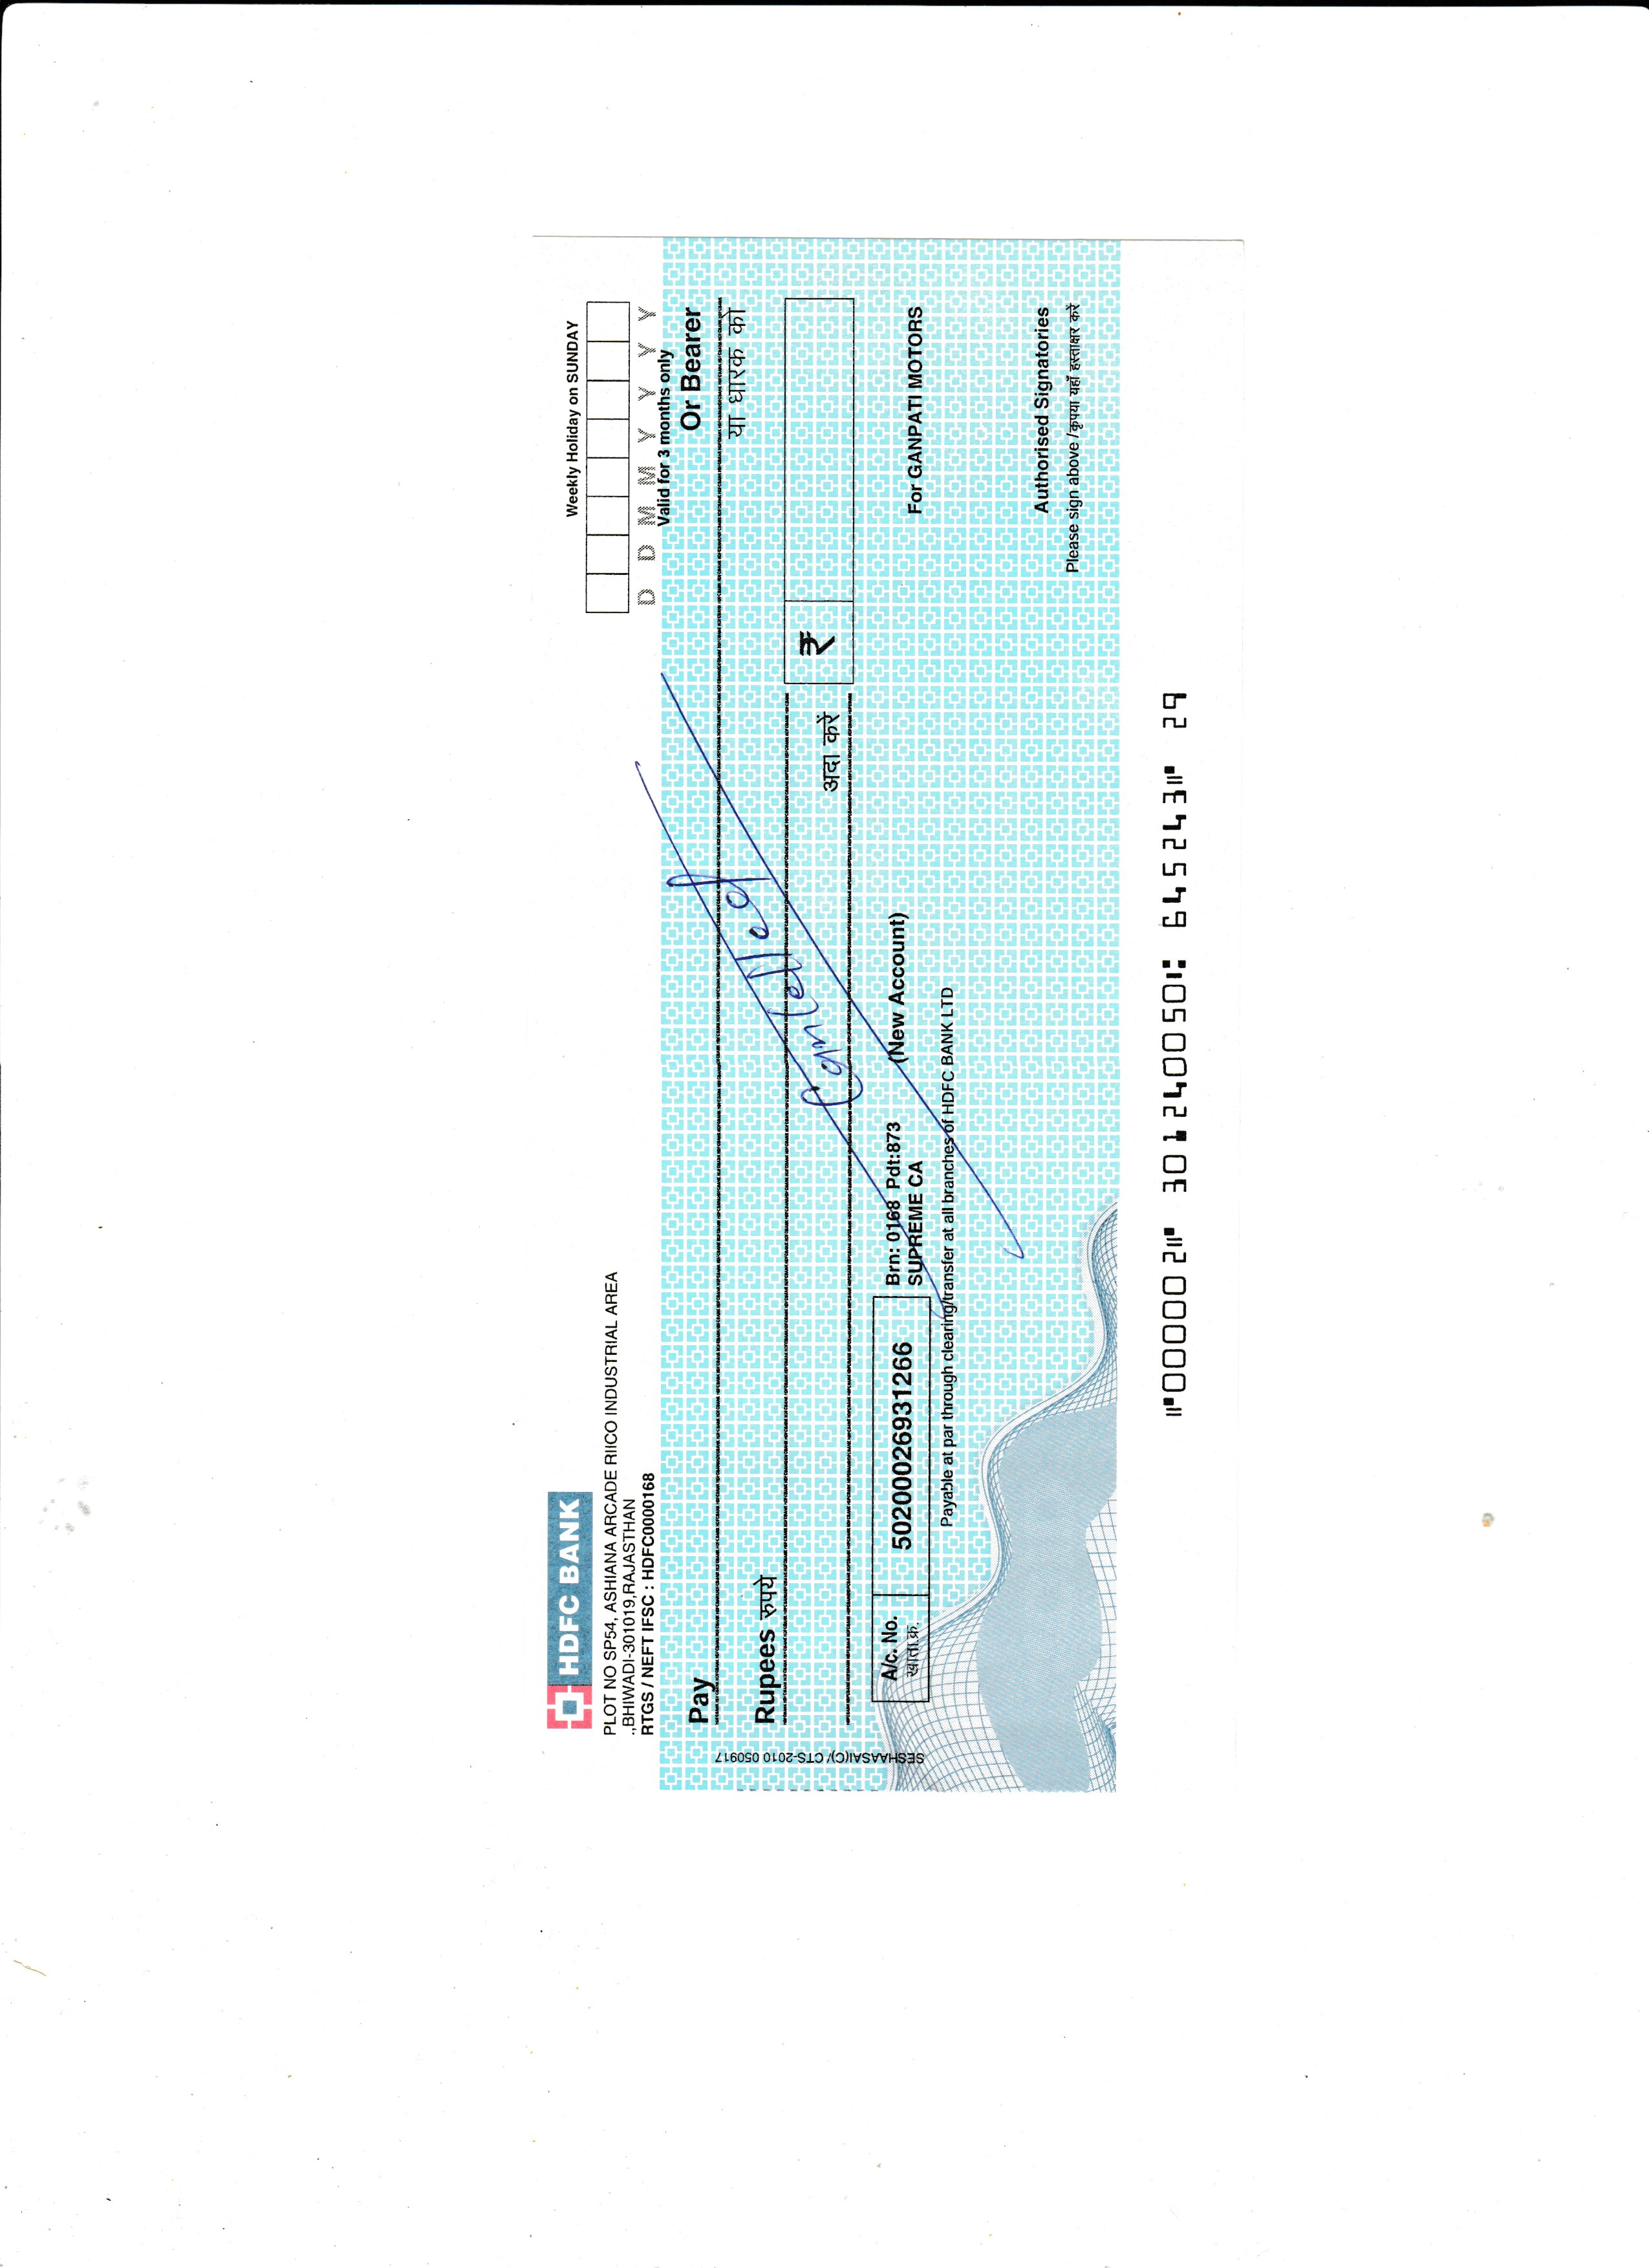 HDFC BANK
PLOT NO SP54, ASHIANA ARCADE RIICO INDUSTRIAL AREA
.,BHIWADI-301019,RAJASTHAN
RTGS / NEFT IFSC : HDFC0000168
Weekly Holiday on SUNDAY
D D M M Y Y Y Y
Valid for 3 months only
Pay
Or Bearer
या धारक को
Rupees रुपये
Cancelled
अदा करें
₹
A/c. No.
खाता.क्र.
50200026931266
Brn: 0168 Pdt:873
SUPREME CA
(New Account)
For GANPATI MOTORS
Payable at par through clearing/transfer at all branches of HDFC BANK LTD
Authorised Signatories
Please sign above /कृपया यहाँ हस्ताक्षर करें
SESHAASAI(C)/ CTS-2010 050917
⑈000002⑈ 301240050⑆ 645243⑈ 29